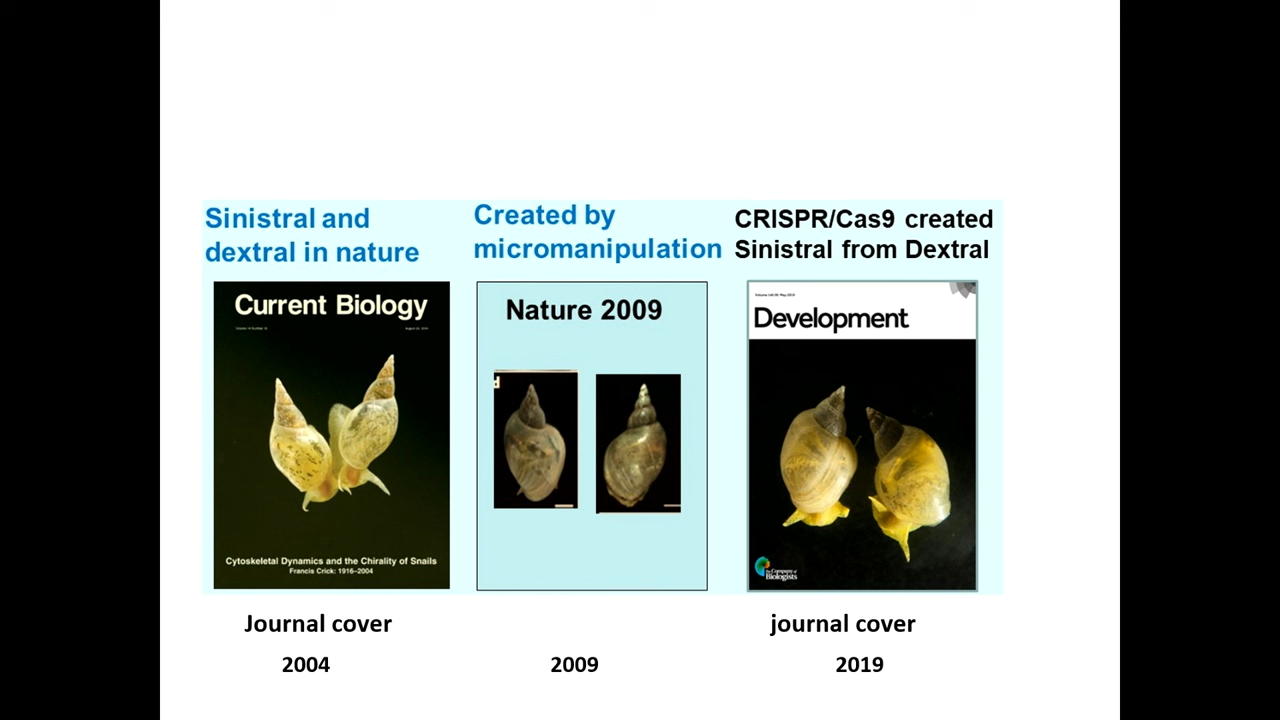 Sinistral and
dextral in nature
Created by
micromanipulation
CRISPR/Cas9 created
Sinistral from Dextral
Current Biology
Cytoskeletal Dynamics and the Chirality of Snails
Francis Crick: 1916–2004
Nature 2009
d
Development
The Company of
Biologists
Journal cover
journal cover
2004
2009
2019